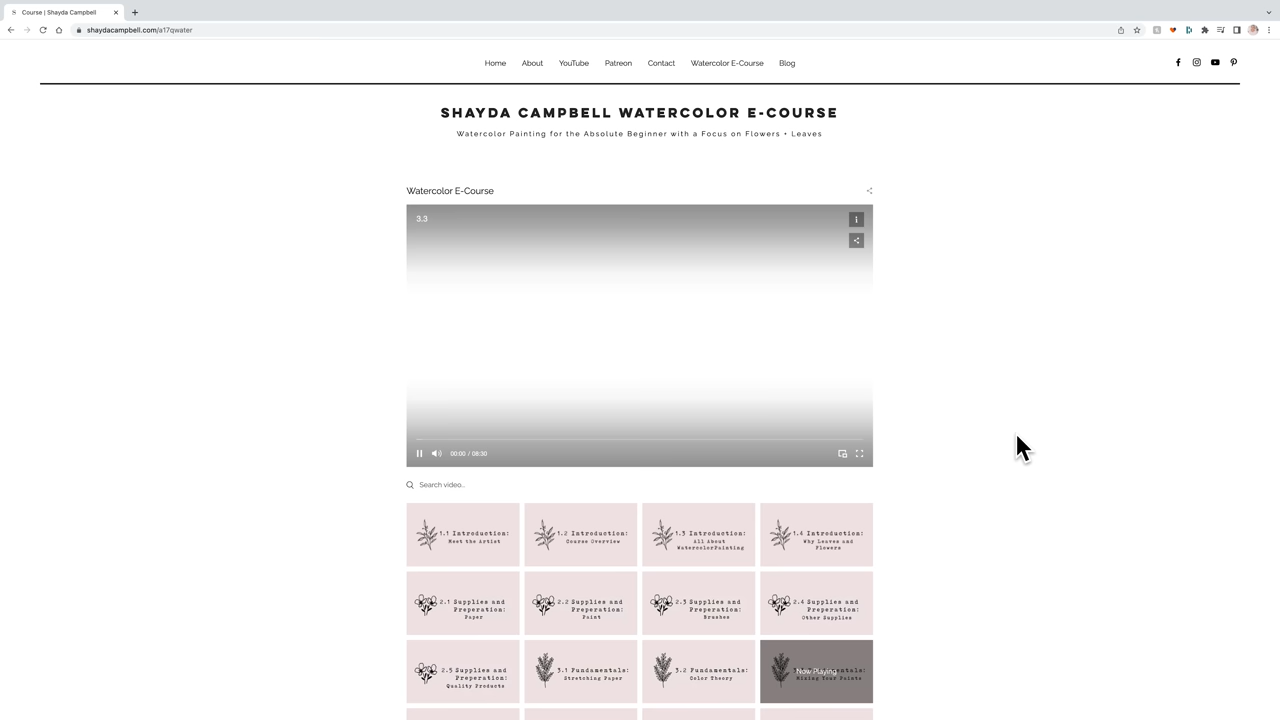 Course | Shayda Campbell
shaydacampbell.com/a17qwater
Home About YouTube Patreon Contact Watercolor E-Course Blog
SHAYDA CAMPBELL WATERCOLOR E-COURSE
Watercolor Painting for the Absolute Beginner with a Focus on Flowers + Leaves
Watercolor E-Course
3.3
00:00 / 08:30
Search video...
1.1 Introduction:
Meet the Artist
1.2 Introduction:
Course Overview
1.3 Introduction:
All About
WatercolorPainting
1.4 Introduction:
Why Leaves and
Flowers
2.1 Supplies and
Preperation:
Paper
2.2 Supplies and
Preperation:
Paint
2.3 Supplies and
Preperation:
Brushes
2.4 Supplies and
Preperation:
Other Supplies
2.5 Supplies and
Preperation:
Quality Products
3.1 Fundamentals:
Stretching Paper
3.2 Fundamentals:
Color Theory
Now Playing
Mixing Your Paints